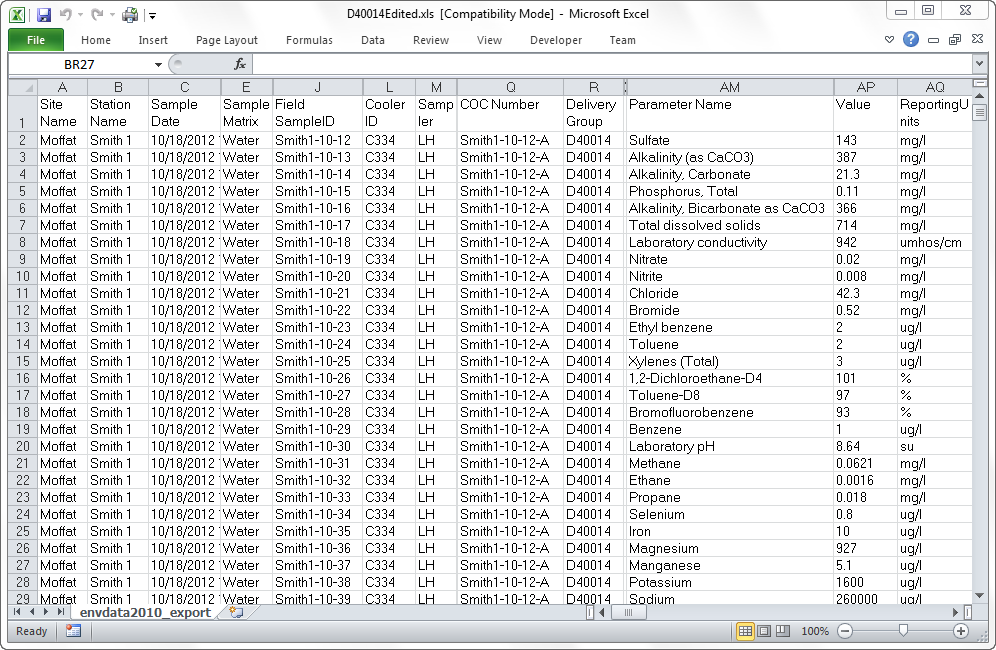 D40014Edited.xls [Compatibility Mode] - Microsoft Excel
File Home Insert Page Layout Formulas Data Review View Developer Team
BR27 fx
A B C E J L M Q R AM AP AQ
1 Site Name Station Name Sample Date Sample Matrix Field SampleID Cooler ID Sampler COC Number Delivery Group Parameter Name Value ReportingUnits
2 Moffat Smith 1 10/18/2012 Water Smith1-10-12 C334 LH Smith1-10-12-A D40014 Sulfate 143 mg/l
3 Moffat Smith 1 10/18/2012 Water Smith1-10-13 C334 LH Smith1-10-12-A D40014 Alkalinity (as CaCO3) 387 mg/l
4 Moffat Smith 1 10/18/2012 Water Smith1-10-14 C334 LH Smith1-10-12-A D40014 Alkalinity, Carbonate 21.3 mg/l
5 Moffat Smith 1 10/18/2012 Water Smith1-10-15 C334 LH Smith1-10-12-A D40014 Phosphorus, Total 0.11 mg/l
6 Moffat Smith 1 10/18/2012 Water Smith1-10-16 C334 LH Smith1-10-12-A D40014 Alkalinity, Bicarbonate as CaCO3 366 mg/l
7 Moffat Smith 1 10/18/2012 Water Smith1-10-17 C334 LH Smith1-10-12-A D40014 Total dissolved solids 714 mg/l
8 Moffat Smith 1 10/18/2012 Water Smith1-10-18 C334 LH Smith1-10-12-A D40014 Laboratory conductivity 942 umhos/cm
9 Moffat Smith 1 10/18/2012 Water Smith1-10-19 C334 LH Smith1-10-12-A D40014 Nitrate 0.02 mg/l
10 Moffat Smith 1 10/18/2012 Water Smith1-10-20 C334 LH Smith1-10-12-A D40014 Nitrite 0.008 mg/l
11 Moffat Smith 1 10/18/2012 Water Smith1-10-21 C334 LH Smith1-10-12-A D40014 Chloride 42.3 mg/l
12 Moffat Smith 1 10/18/2012 Water Smith1-10-22 C334 LH Smith1-10-12-A D40014 Bromide 0.52 mg/l
13 Moffat Smith 1 10/18/2012 Water Smith1-10-23 C334 LH Smith1-10-12-A D40014 Ethyl benzene 2 ug/l
14 Moffat Smith 1 10/18/2012 Water Smith1-10-24 C334 LH Smith1-10-12-A D40014 Toluene 2 ug/l
15 Moffat Smith 1 10/18/2012 Water Smith1-10-25 C334 LH Smith1-10-12-A D40014 Xylenes (Total) 3 ug/l
16 Moffat Smith 1 10/18/2012 Water Smith1-10-26 C334 LH Smith1-10-12-A D40014 1,2-Dichloroethane-D4 101 %
17 Moffat Smith 1 10/18/2012 Water Smith1-10-27 C334 LH Smith1-10-12-A D40014 Toluene-D8 97 %
18 Moffat Smith 1 10/18/2012 Water Smith1-10-28 C334 LH Smith1-10-12-A D40014 Bromofluorobenzene 93 %
19 Moffat Smith 1 10/18/2012 Water Smith1-10-29 C334 LH Smith1-10-12-A D40014 Benzene 1 ug/l
20 Moffat Smith 1 10/18/2012 Water Smith1-10-30 C334 LH Smith1-10-12-A D40014 Laboratory pH 8.64 su
21 Moffat Smith 1 10/18/2012 Water Smith1-10-31 C334 LH Smith1-10-12-A D40014 Methane 0.0621 mg/l
22 Moffat Smith 1 10/18/2012 Water Smith1-10-32 C334 LH Smith1-10-12-A D40014 Ethane 0.0016 mg/l
23 Moffat Smith 1 10/18/2012 Water Smith1-10-33 C334 LH Smith1-10-12-A D40014 Propane 0.018 mg/l
24 Moffat Smith 1 10/18/2012 Water Smith1-10-34 C334 LH Smith1-10-12-A D40014 Selenium 0.8 ug/l
25 Moffat Smith 1 10/18/2012 Water Smith1-10-35 C334 LH Smith1-10-12-A D40014 Iron 10 ug/l
26 Moffat Smith 1 10/18/2012 Water Smith1-10-36 C334 LH Smith1-10-12-A D40014 Magnesium 927 ug/l
27 Moffat Smith 1 10/18/2012 Water Smith1-10-37 C334 LH Smith1-10-12-A D40014 Manganese 5.1 ug/l
28 Moffat Smith 1 10/18/2012 Water Smith1-10-38 C334 LH Smith1-10-12-A D40014 Potassium 1600 ug/l
29 Moffat Smith 1 10/18/2012 Water Smith1-10-39 C334 LH Smith1-10-12-A D40014 Sodium 260000 ug/l
envdata2010_export
Ready 100%